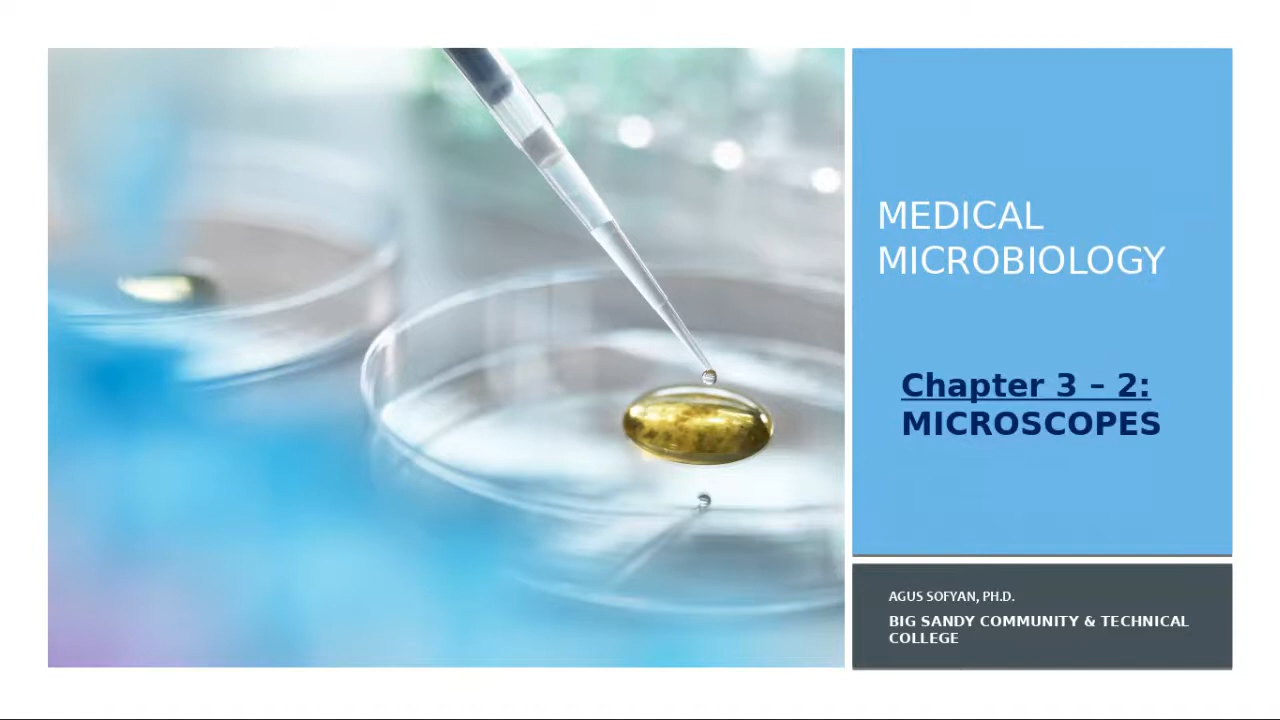 MEDICAL
MICROBIOLOGY
Chapter 3 – 2:
MICROSCOPES
AGUS SOFYAN, PH.D.
BIG SANDY COMMUNITY & TECHNICAL
COLLEGE